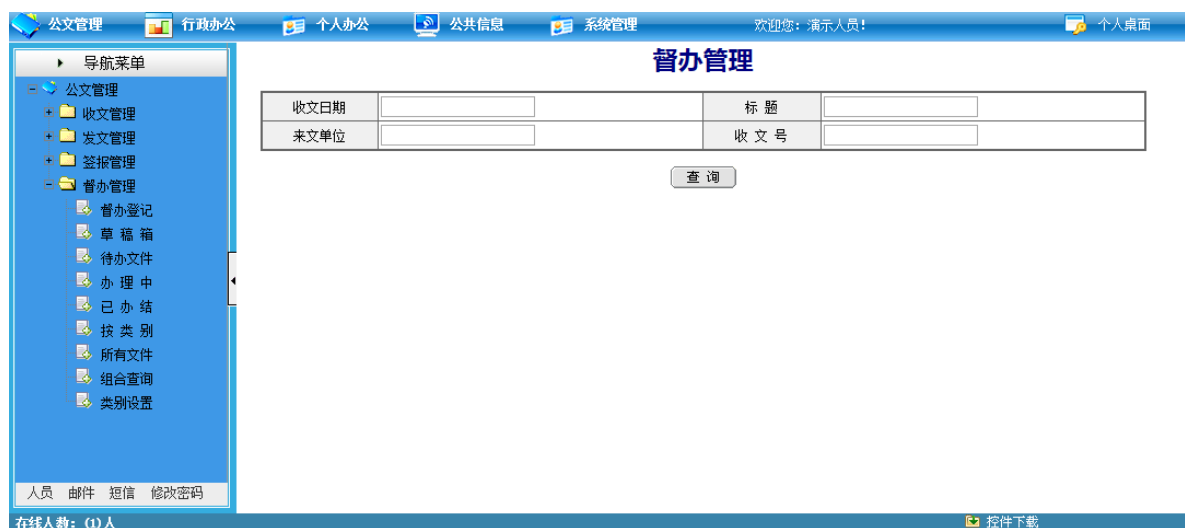 公文管理 行政办公 个人办公 公共信息 系统管理 欢迎您：演示人员！ 个人桌面
导航菜单
公文管理
收文管理
发文管理
签报管理
督办管理
督办登记
草 稿 箱
待办文件
办 理 中
已 办 结
按 类 别
所有文件
组合查询
类别设置
人员 邮件 短信 修改密码
督办管理
收文日期 标 题
来文单位 收 文 号
查 询
在线人数：(1)人 控件下载